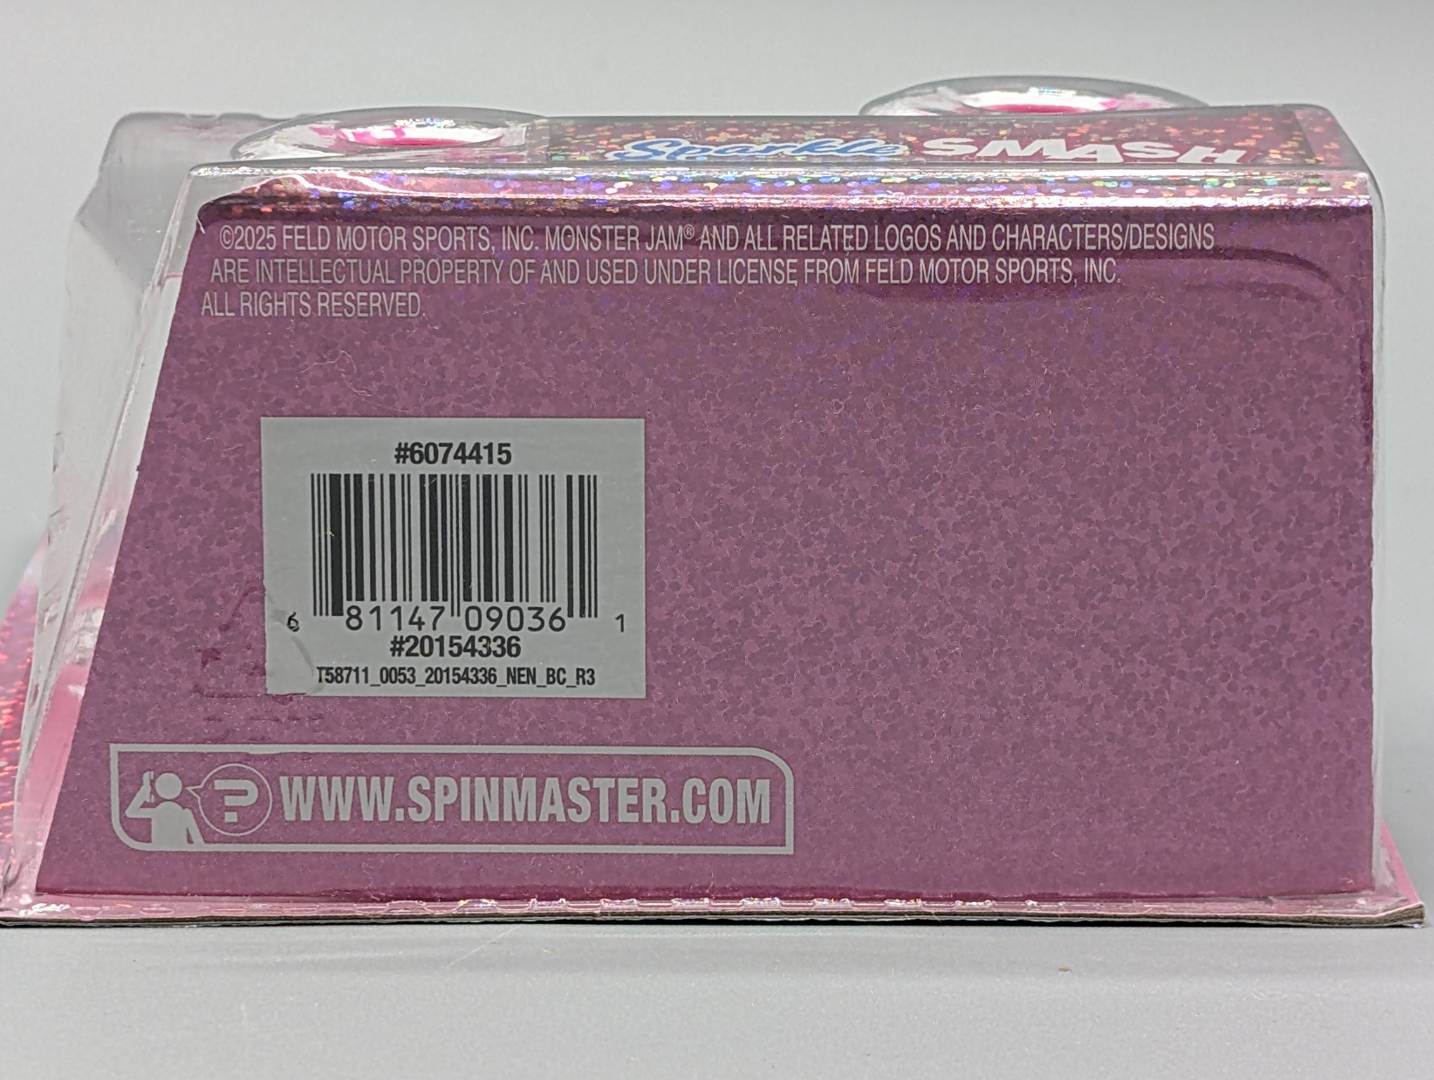 Sparkle SMASH
©2025 FELD MOTOR SPORTS, INC. MONSTER JAM® AND ALL RELATED LOGOS AND CHARACTERS/DESIGNS
ARE INTELLECTUAL PROPERTY OF AND USED UNDER LICENSE FROM FELD MOTOR SPORTS, INC.
ALL RIGHTS RESERVED.
#6074415
6 81147 09036 1
#20154336
T58711_0053_20154336_NEN_BC_R3
? WWW.SPINMASTER.COM